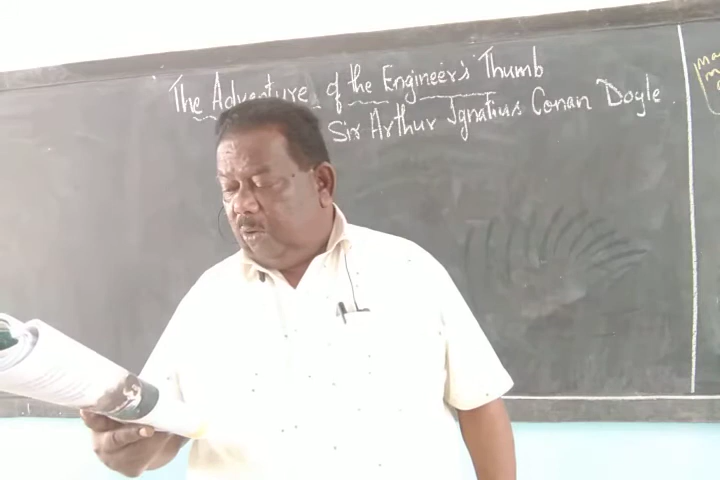 The Adventure of the Engineer's Thumb
Sir Arthur Ignatius Conan Doyle.